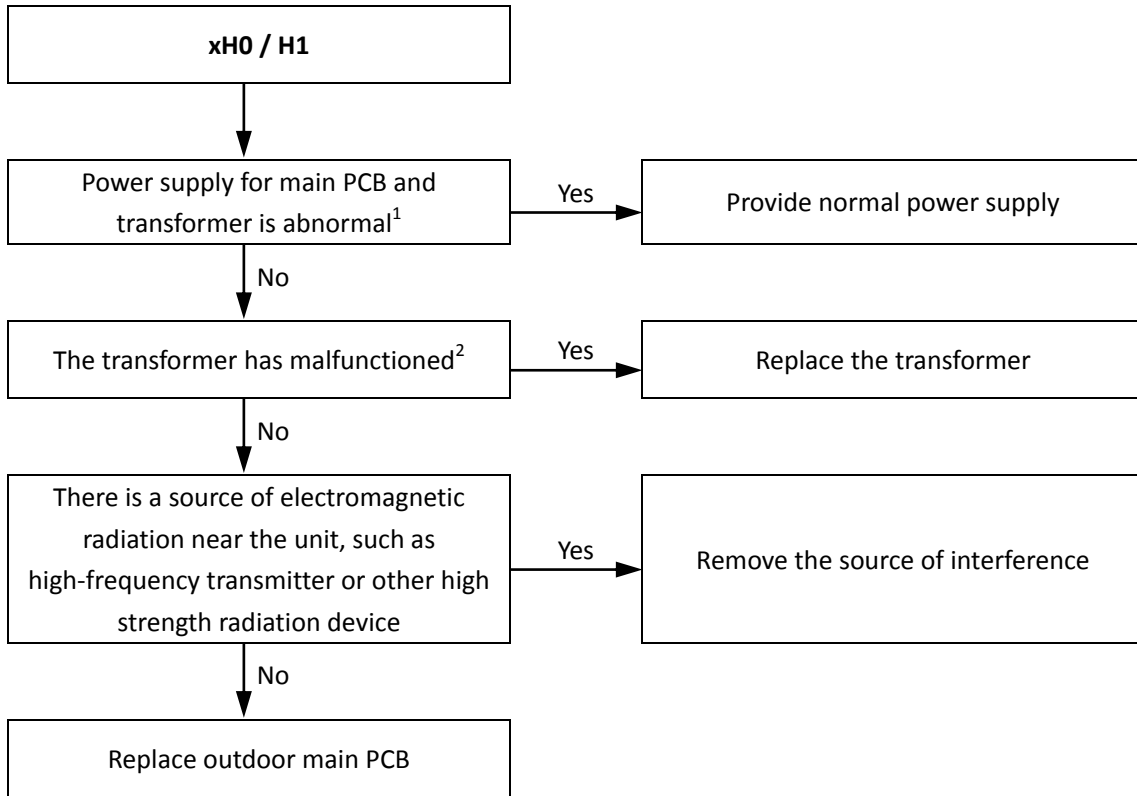 xH0 / H1
Power supply for main PCB and
transformer is abnormal1
Yes
Provide normal power supply
No
The transformer has malfunctioned2
Yes
Replace the transformer
No
There is a source of electromagnetic
radiation near the unit, such as
high-frequency transmitter or other high
strength radiation device
Yes
Remove the source of interference
No
Replace outdoor main PCB